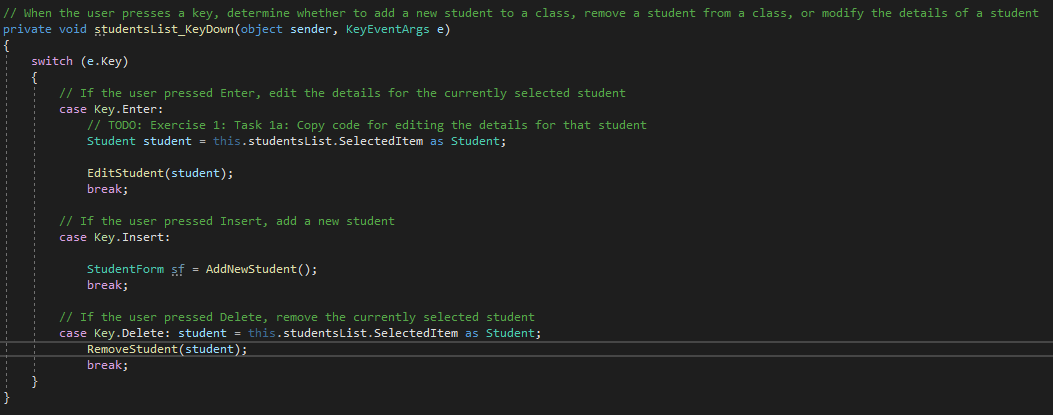 // When the user presses a key, determine whether to add a new student to a class, remove a student from a class, or modify the details of a student
private void studentsList_KeyDown(object sender, KeyEventArgs e)
{
switch (e.Key)
{
// If the user pressed Enter, edit the details for the currently selected student
case Key.Enter:
// TODO: Exercise 1: Task 1a: Copy code for editing the details for that student
Student student = this.studentsList.SelectedItem as Student;
EditStudent(student);
break;
// If the user pressed Insert, add a new student
case Key.Insert:
StudentForm sf = AddNewStudent();
break;
// If the user pressed Delete, remove the currently selected student
case Key.Delete: student = this.studentsList.SelectedItem as Student;
RemoveStudent(student);
break;
}
}